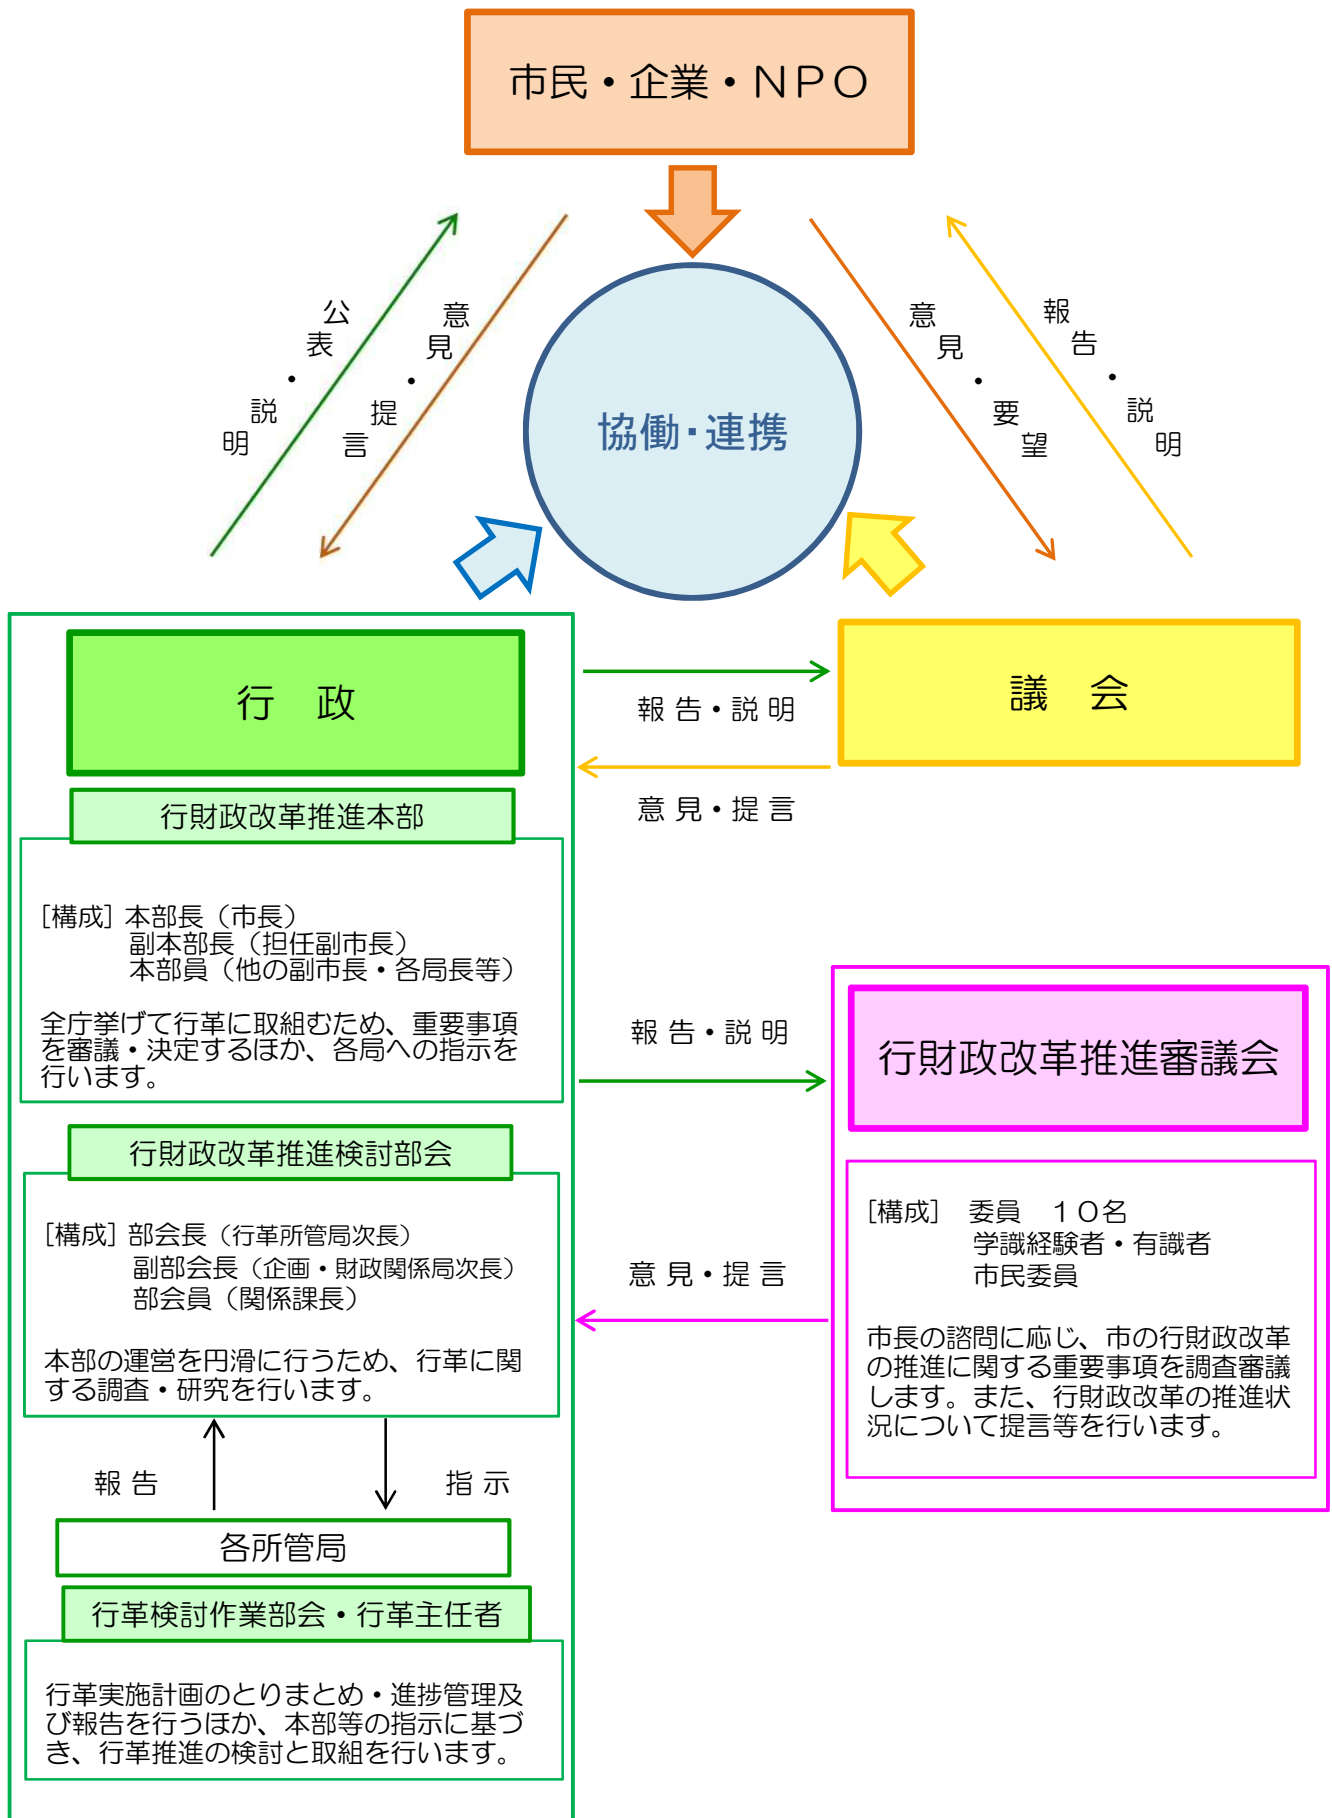 市民・企業・ＮＰＯ
公表・説明
意見・提言
意見・要望
報告・説明
協働・連携
行　政
報告・説明
議　会
意見・提言
行財政改革推進本部
[構成] 本部長（市長）
副本部長（担任副市長）
本部員（他の副市長・各局長等）
全庁挙げて行革に取組むため、重要事項
を審議・決定するほか、各局への指示を
行います。
報告・説明
行財政改革推進検討部会
[構成] 部会長（行革所管局次長）
副部会長（企画・財政関係局次長）
部会員（関係課長）
本部の運営を円滑に行うため、行革に関
する調査・研究を行います。
意見・提言
行財政改革推進審議会
[構成]　委員　１０名
学識経験者・有識者
市民委員
市長の諮問に応じ、市の行財政改革
の推進に関する重要事項を調査審議
します。また、行財政改革の推進状
況について提言等を行います。
報告
指示
各所管局
行革検討作業部会・行革主任者
行革実施計画のとりまとめ・進捗管理及
び報告を行うほか、本部等の指示に基づ
き、行革推進の検討と取組を行います。